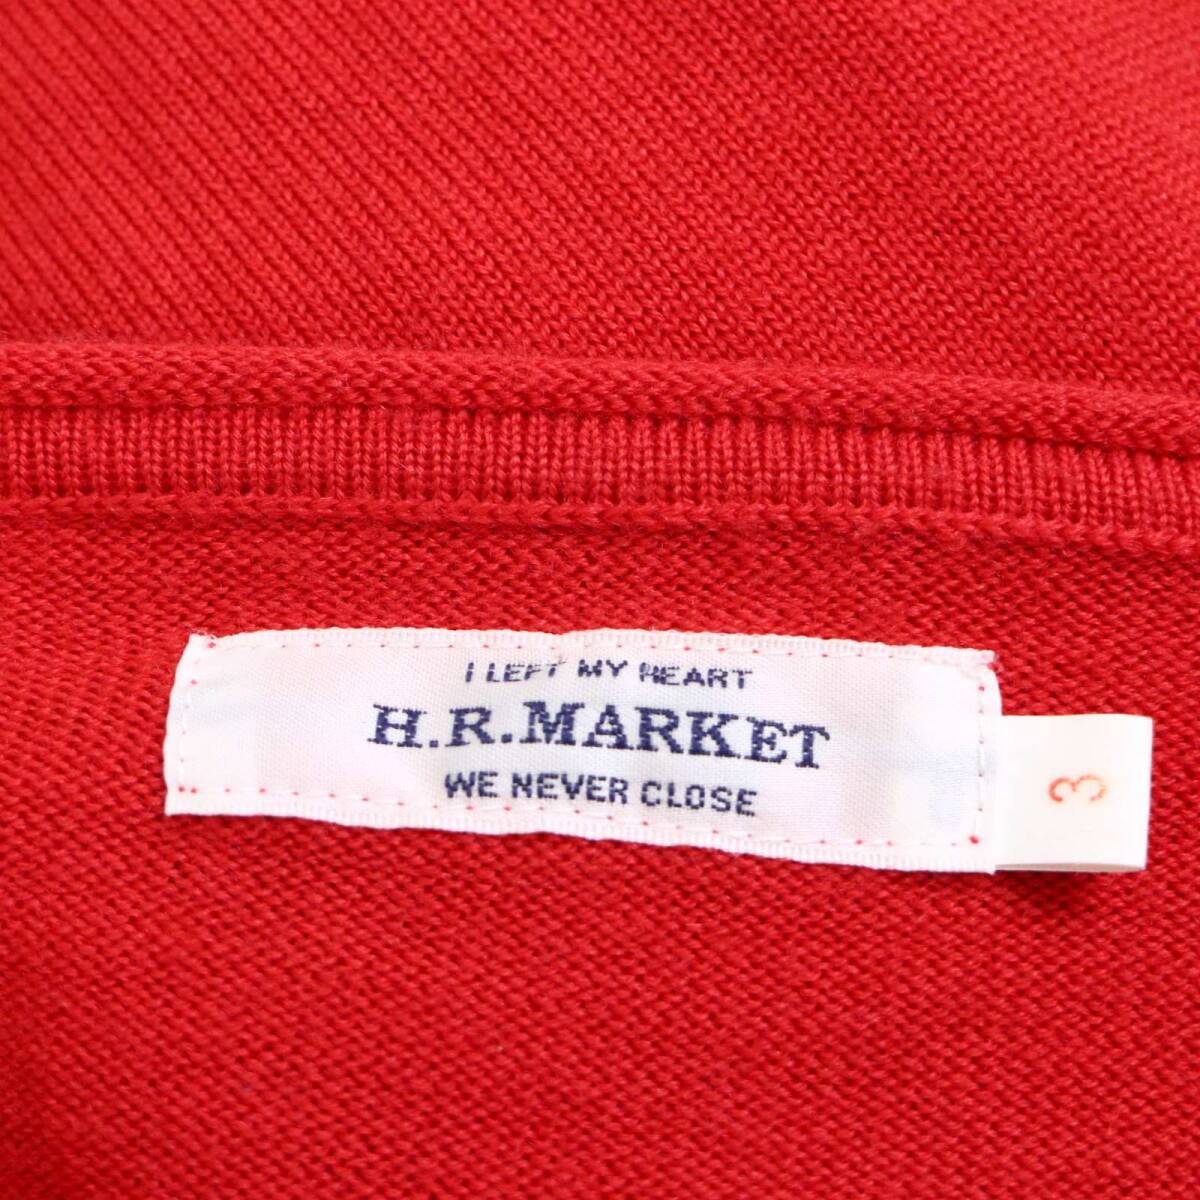 I LEFT MY HEART
H.R.MARKET
WE NEVER CLOSE
3